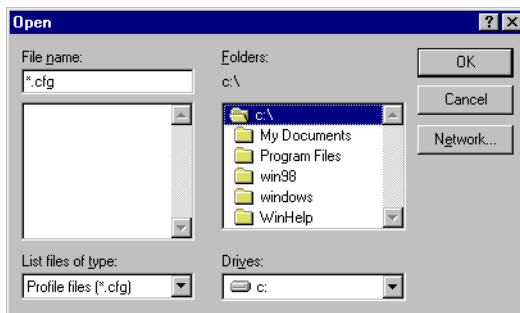 Open
File name:
*.cfg
List files of type:
Profile files (*.cfg)
Folders:
c:\
c:\
My Documents
Program Files
win98
windows
WinHelp
Drives:
c:
OK
Cancel
Network...